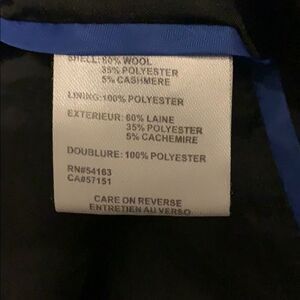 SHELL: 60% WOOL
35% POLYESTER
5% CASHMERE
LINING: 100% POLYESTER
EXTERIEUR: 60% LAINE
35% POLYESTER
5% CACHEMIRE
DOUBLURE: 100% POLYESTER
RN#54163
CA#57151
CARE ON REVERSE
ENTRETIEN AU VERSO